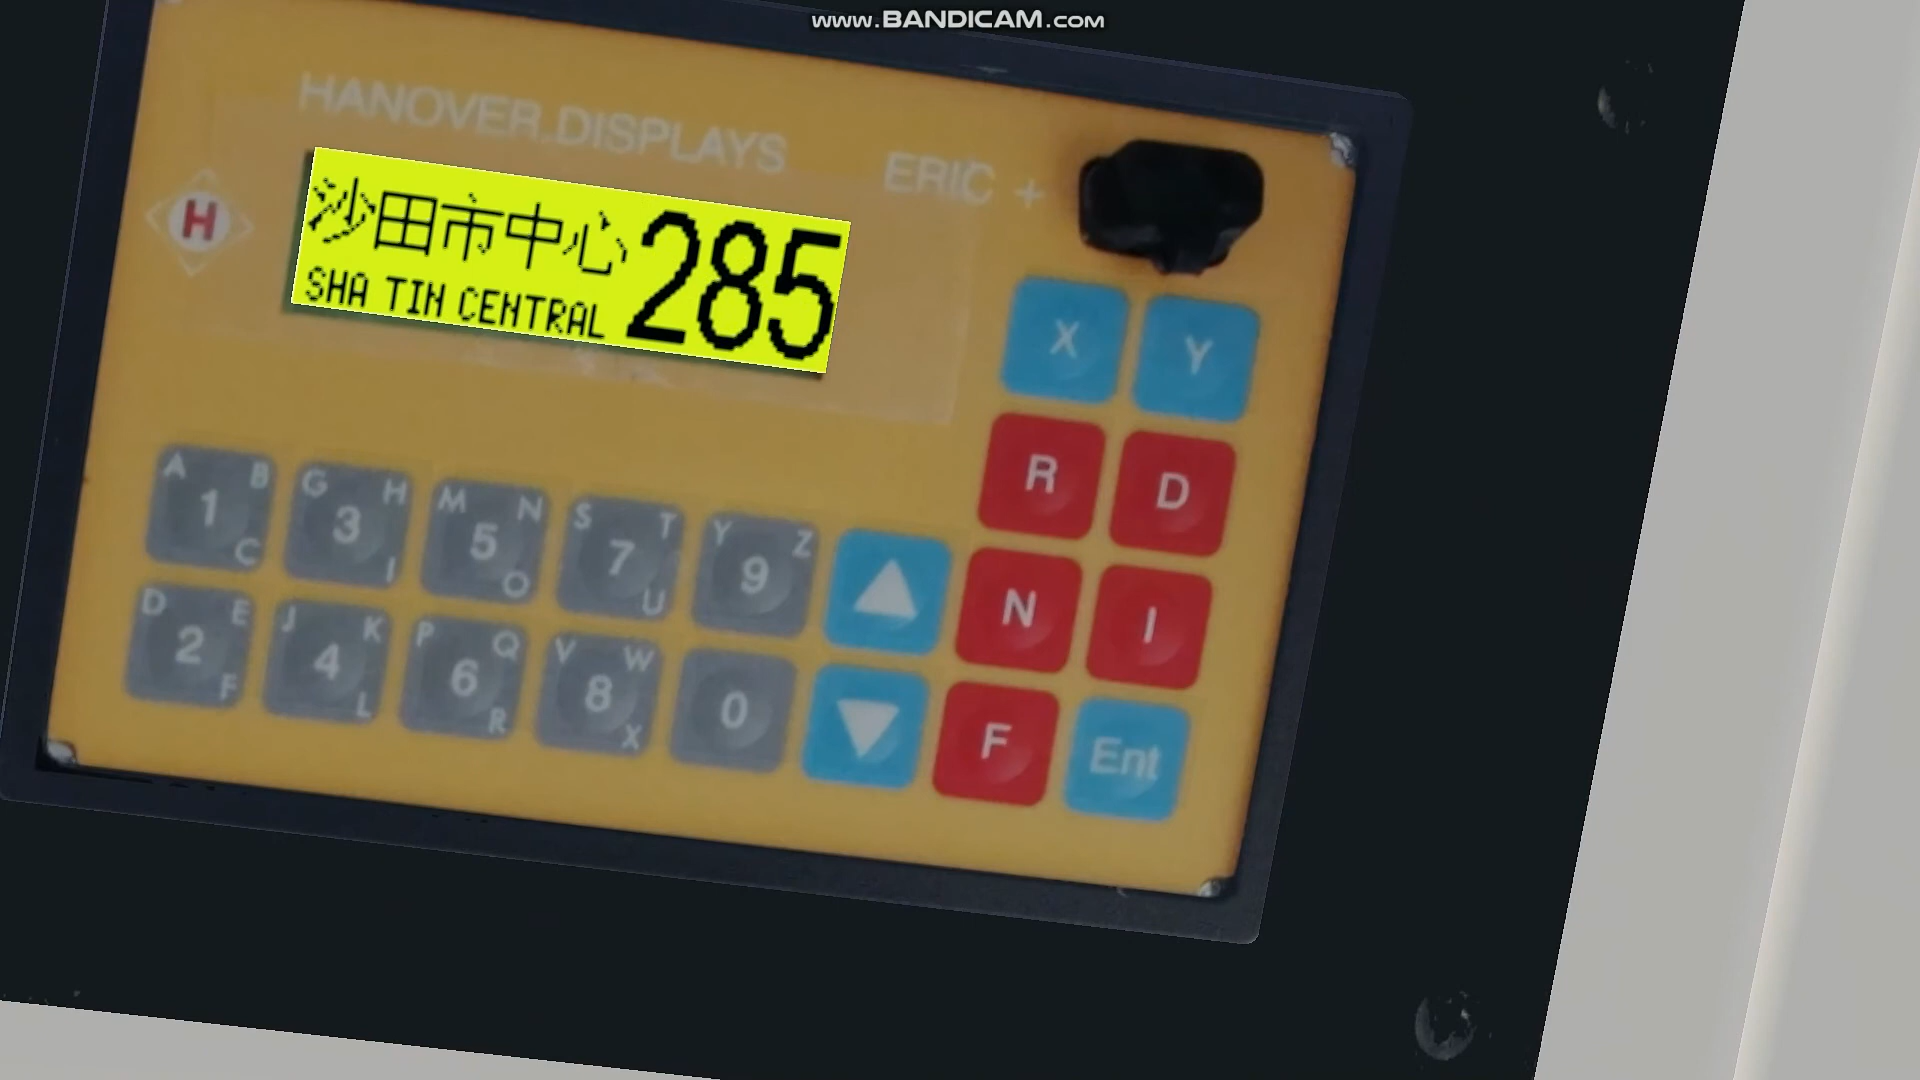 www.BANDICAM.com
HANOVER DISPLAYS
ERIC +
H
沙田市中心
SHA TIN CENTRAL
285
X
Y
R
D
A B
1
C
G H
3
I
M N
5
O
S T
7
U
Y Z
9
N
I
D E
2
F
J K
4
L
P Q
6
R
V W
8
X
0
F
Ent